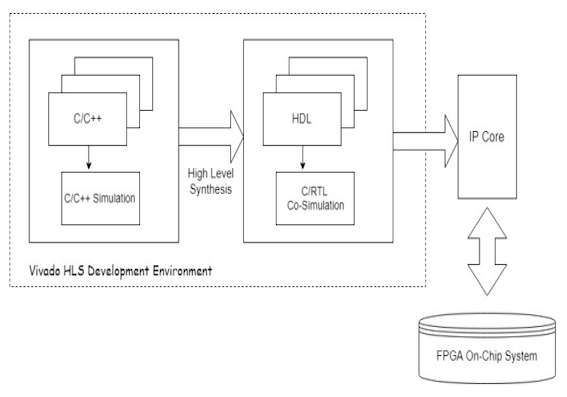 C/C++
C/C++ Simulation
High Level
Synthesis
HDL
C/RTL
Co-Simulation
IP Core
Vivado HLS Development Environment
FPGA On-Chip System